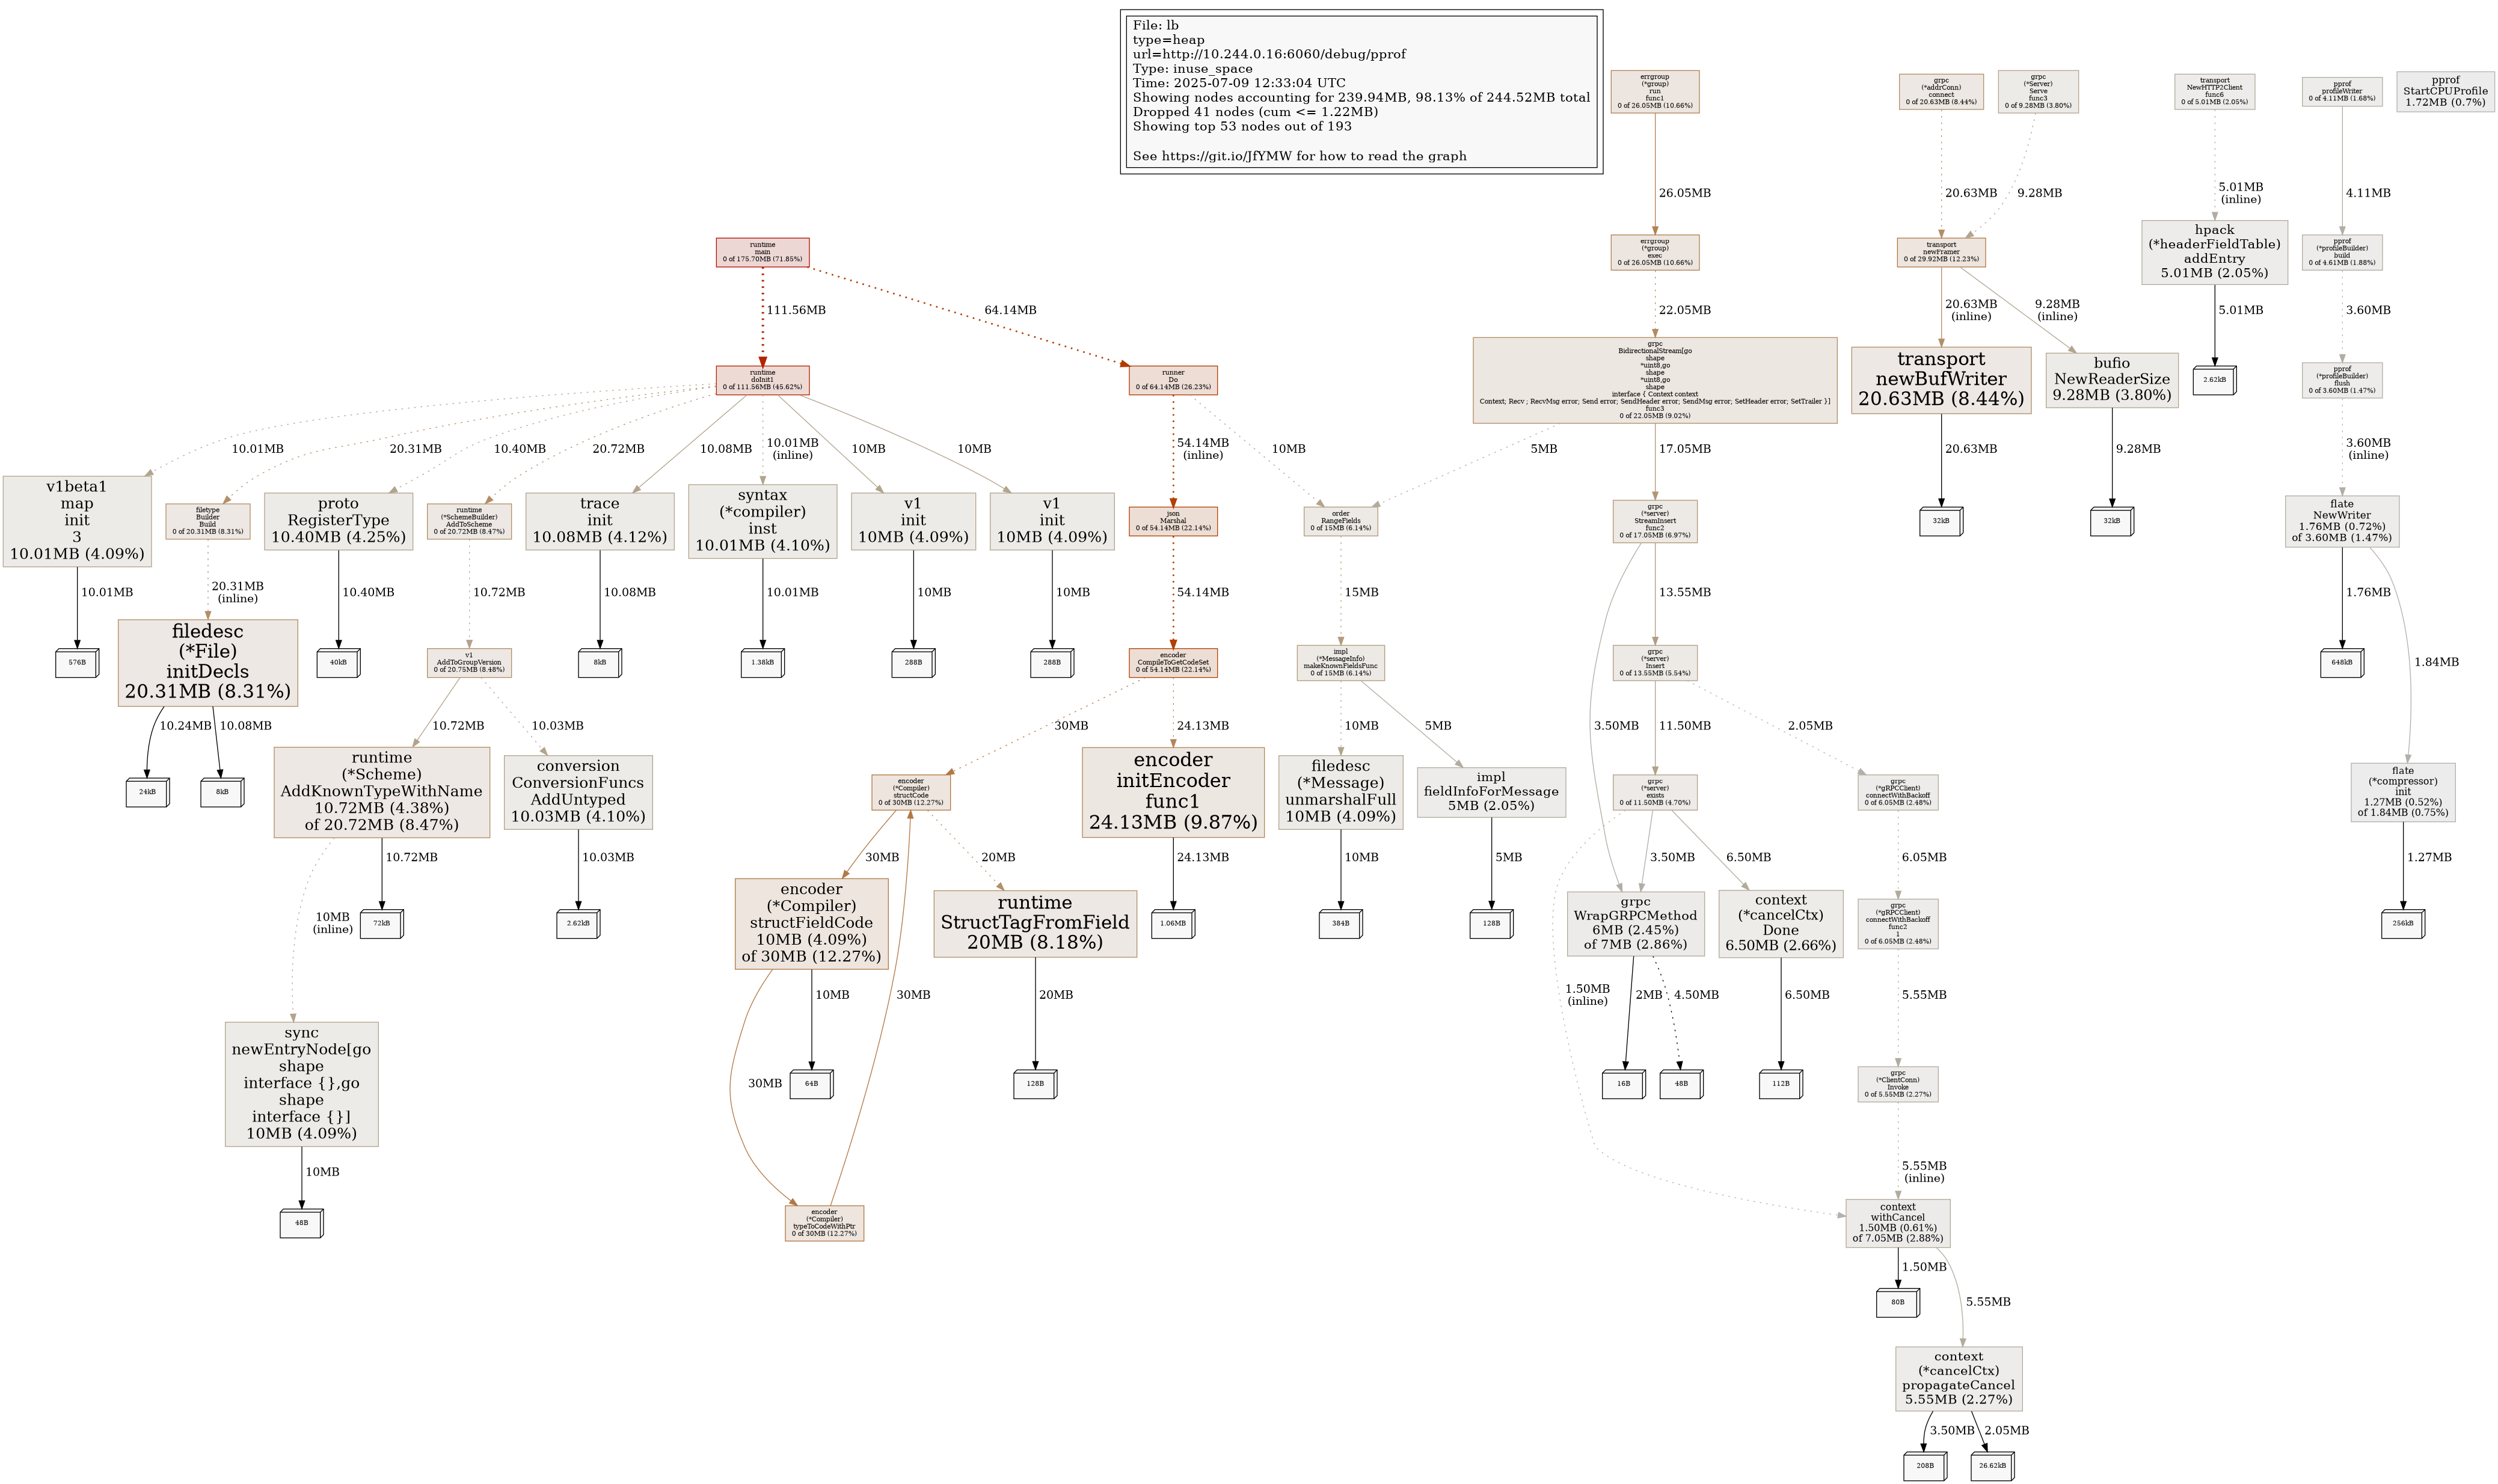 File: lb
type=heap
url=http://10.244.0.16:6060/debug/pprof
Type: inuse_space
Time: 2025-07-09 12:33:04 UTC
Showing nodes accounting for 239.94MB, 98.13% of 244.52MB total
Dropped 41 nodes (cum <= 1.22MB)
Showing top 53 nodes out of 193
See https://git.io/JfYMW for how to read the graph
errgroup
(*group)
run
func1
0 of 26.05MB (10.66%)
grpc
(*addrConn)
connect
0 of 20.63MB (8.44%)
grpc
(*Server)
Serve
func3
0 of 9.28MB (3.80%)
transport
NewHTTP2Client
func6
0 of 5.01MB (2.05%)
pprof
profileWriter
0 of 4.11MB (1.68%)
pprof
StartCPUProfile
1.72MB (0.7%)
26.05MB
20.63MB
9.28MB
5.01MB
(inline)
4.11MB
runtime
main
0 of 175.70MB (71.85%)
errgroup
(*group)
exec
0 of 26.05MB (10.66%)
transport
newFramer
0 of 29.92MB (12.23%)
hpack
(*headerFieldTable)
addEntry
5.01MB (2.05%)
pprof
(*profileBuilder)
build
0 of 4.61MB (1.88%)
111.56MB
64.14MB
22.05MB
20.63MB
(inline)
9.28MB
(inline)
5.01MB
3.60MB
runtime
doInit1
0 of 111.56MB (45.62%)
runner
Do
0 of 64.14MB (26.23%)
grpc
BidirectionalStream[go
shape
*uint8,go
shape
*uint8,go
shape
interface { Context context
Context; Recv ; RecvMsg error; Send error; SendHeader error; SendMsg error; SetHeader error; SetTrailer }]
func3
0 of 22.05MB (9.02%)
transport
newBufWriter
20.63MB (8.44%)
bufio
NewReaderSize
9.28MB (3.80%)
2.62kB
pprof
(*profileBuilder)
flush
0 of 3.60MB (1.47%)
10.01MB
20.31MB
10.40MB
20.72MB
10.08MB
10.01MB
(inline)
10MB
10MB
54.14MB
(inline)
10MB
5MB
17.05MB
20.63MB
9.28MB
3.60MB
(inline)
v1beta1
map
init
3
10.01MB (4.09%)
filetype
Builder
Build
0 of 20.31MB (8.31%)
proto
RegisterType
10.40MB (4.25%)
runtime
(*SchemeBuilder)
AddToScheme
0 of 20.72MB (8.47%)
trace
init
10.08MB (4.12%)
syntax
(*compiler)
inst
10.01MB (4.10%)
v1
init
10MB (4.09%)
v1
init
10MB (4.09%)
json
Marshal
0 of 54.14MB (22.14%)
order
RangeFields
0 of 15MB (6.14%)
grpc
(*server)
StreamInsert
func2
0 of 17.05MB (6.97%)
32kB
32kB
flate
NewWriter
1.76MB (0.72%)
of 3.60MB (1.47%)
10.01MB
20.31MB
(inline)
10.40MB
10.72MB
10.08MB
10.01MB
10MB
10MB
54.14MB
15MB
3.50MB
13.55MB
1.76MB
1.84MB
576B
filedesc
(*File)
initDecls
20.31MB (8.31%)
40kB
v1
AddToGroupVersion
0 of 20.75MB (8.48%)
8kB
1.38kB
288B
288B
encoder
CompileToGetCodeSet
0 of 54.14MB (22.14%)
impl
(*MessageInfo)
makeKnownFieldsFunc
0 of 15MB (6.14%)
grpc
(*server)
Insert
0 of 13.55MB (5.54%)
648kB
10.24MB
10.08MB
10.72MB
10.03MB
30MB
24.13MB
10MB
5MB
11.50MB
2.05MB
24kB
8kB
runtime
(*Scheme)
AddKnownTypeWithName
10.72MB (4.38%)
of 20.72MB (8.47%)
conversion
ConversionFuncs
AddUntyped
10.03MB (4.10%)
encoder
(*Compiler)
structCode
0 of 30MB (12.27%)
encoder
initEncoder
func1
24.13MB (9.87%)
filedesc
(*Message)
unmarshalFull
10MB (4.09%)
impl
fieldInfoForMessage
5MB (2.05%)
grpc
(*server)
exists
0 of 11.50MB (4.70%)
grpc
(*gRPCClient)
connectWithBackoff
0 of 6.05MB (2.48%)
flate
(*compressor)
init
1.27MB (0.52%)
of 1.84MB (0.75%)
10MB
(inline)
10.72MB
10.03MB
30MB
20MB
24.13MB
10MB
5MB
1.50MB
(inline)
3.50MB
6.50MB
6.05MB
1.27MB
72kB
2.62kB
encoder
(*Compiler)
structFieldCode
10MB (4.09%)
of 30MB (12.27%)
runtime
StructTagFromField
20MB (8.18%)
1.06MB
384B
128B
grpc
WrapGRPCMethod
6MB (2.45%)
of 7MB (2.86%)
context
(*cancelCtx)
Done
6.50MB (2.66%)
grpc
(*gRPCClient)
connectWithBackoff
func2
1
0 of 6.05MB (2.48%)
256kB
30MB
10MB
30MB
20MB
2MB
4.50MB
6.50MB
5.55MB
sync
newEntryNode[go
shape
interface {},go
shape
interface {}]
10MB (4.09%)
64B
128B
16B
48B
112B
grpc
(*ClientConn)
Invoke
0 of 5.55MB (2.27%)
10MB
5.55MB
(inline)
48B
encoder
(*Compiler)
typeToCodeWithPtr
0 of 30MB (12.27%)
context
withCancel
1.50MB (0.61%)
of 7.05MB (2.88%)
1.50MB
5.55MB
80B
context
(*cancelCtx)
propagateCancel
5.55MB (2.27%)
3.50MB
2.05MB
208B
26.62kB